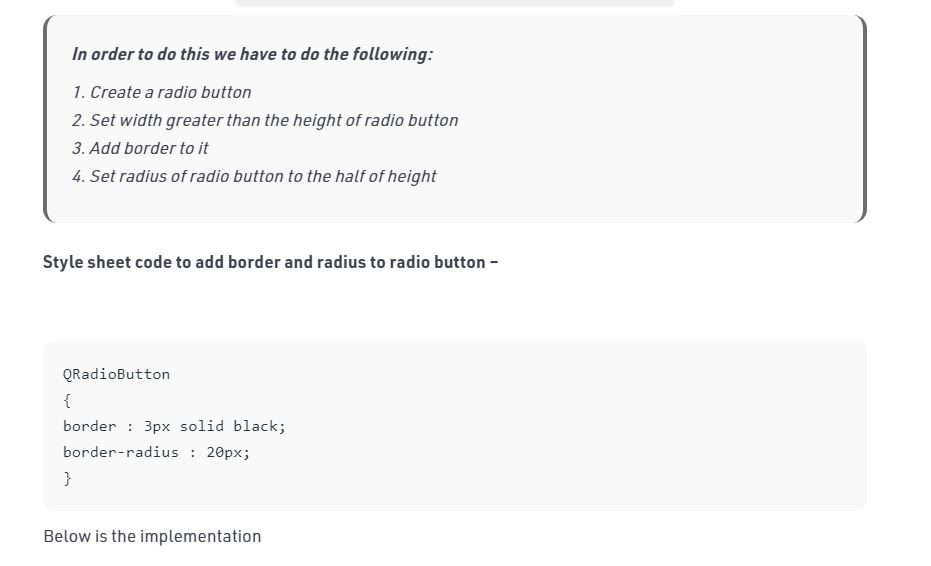 In order to do this we have to do the following:
1. Create a radio button
2. Set width greater than the height of radio button
3. Add border to it
4. Set radius of radio button to the half of height
Style sheet code to add border and radius to radio button –
QRadioButton
{
border : 3px solid black;
border-radius : 20px;
}
Below is the implementation